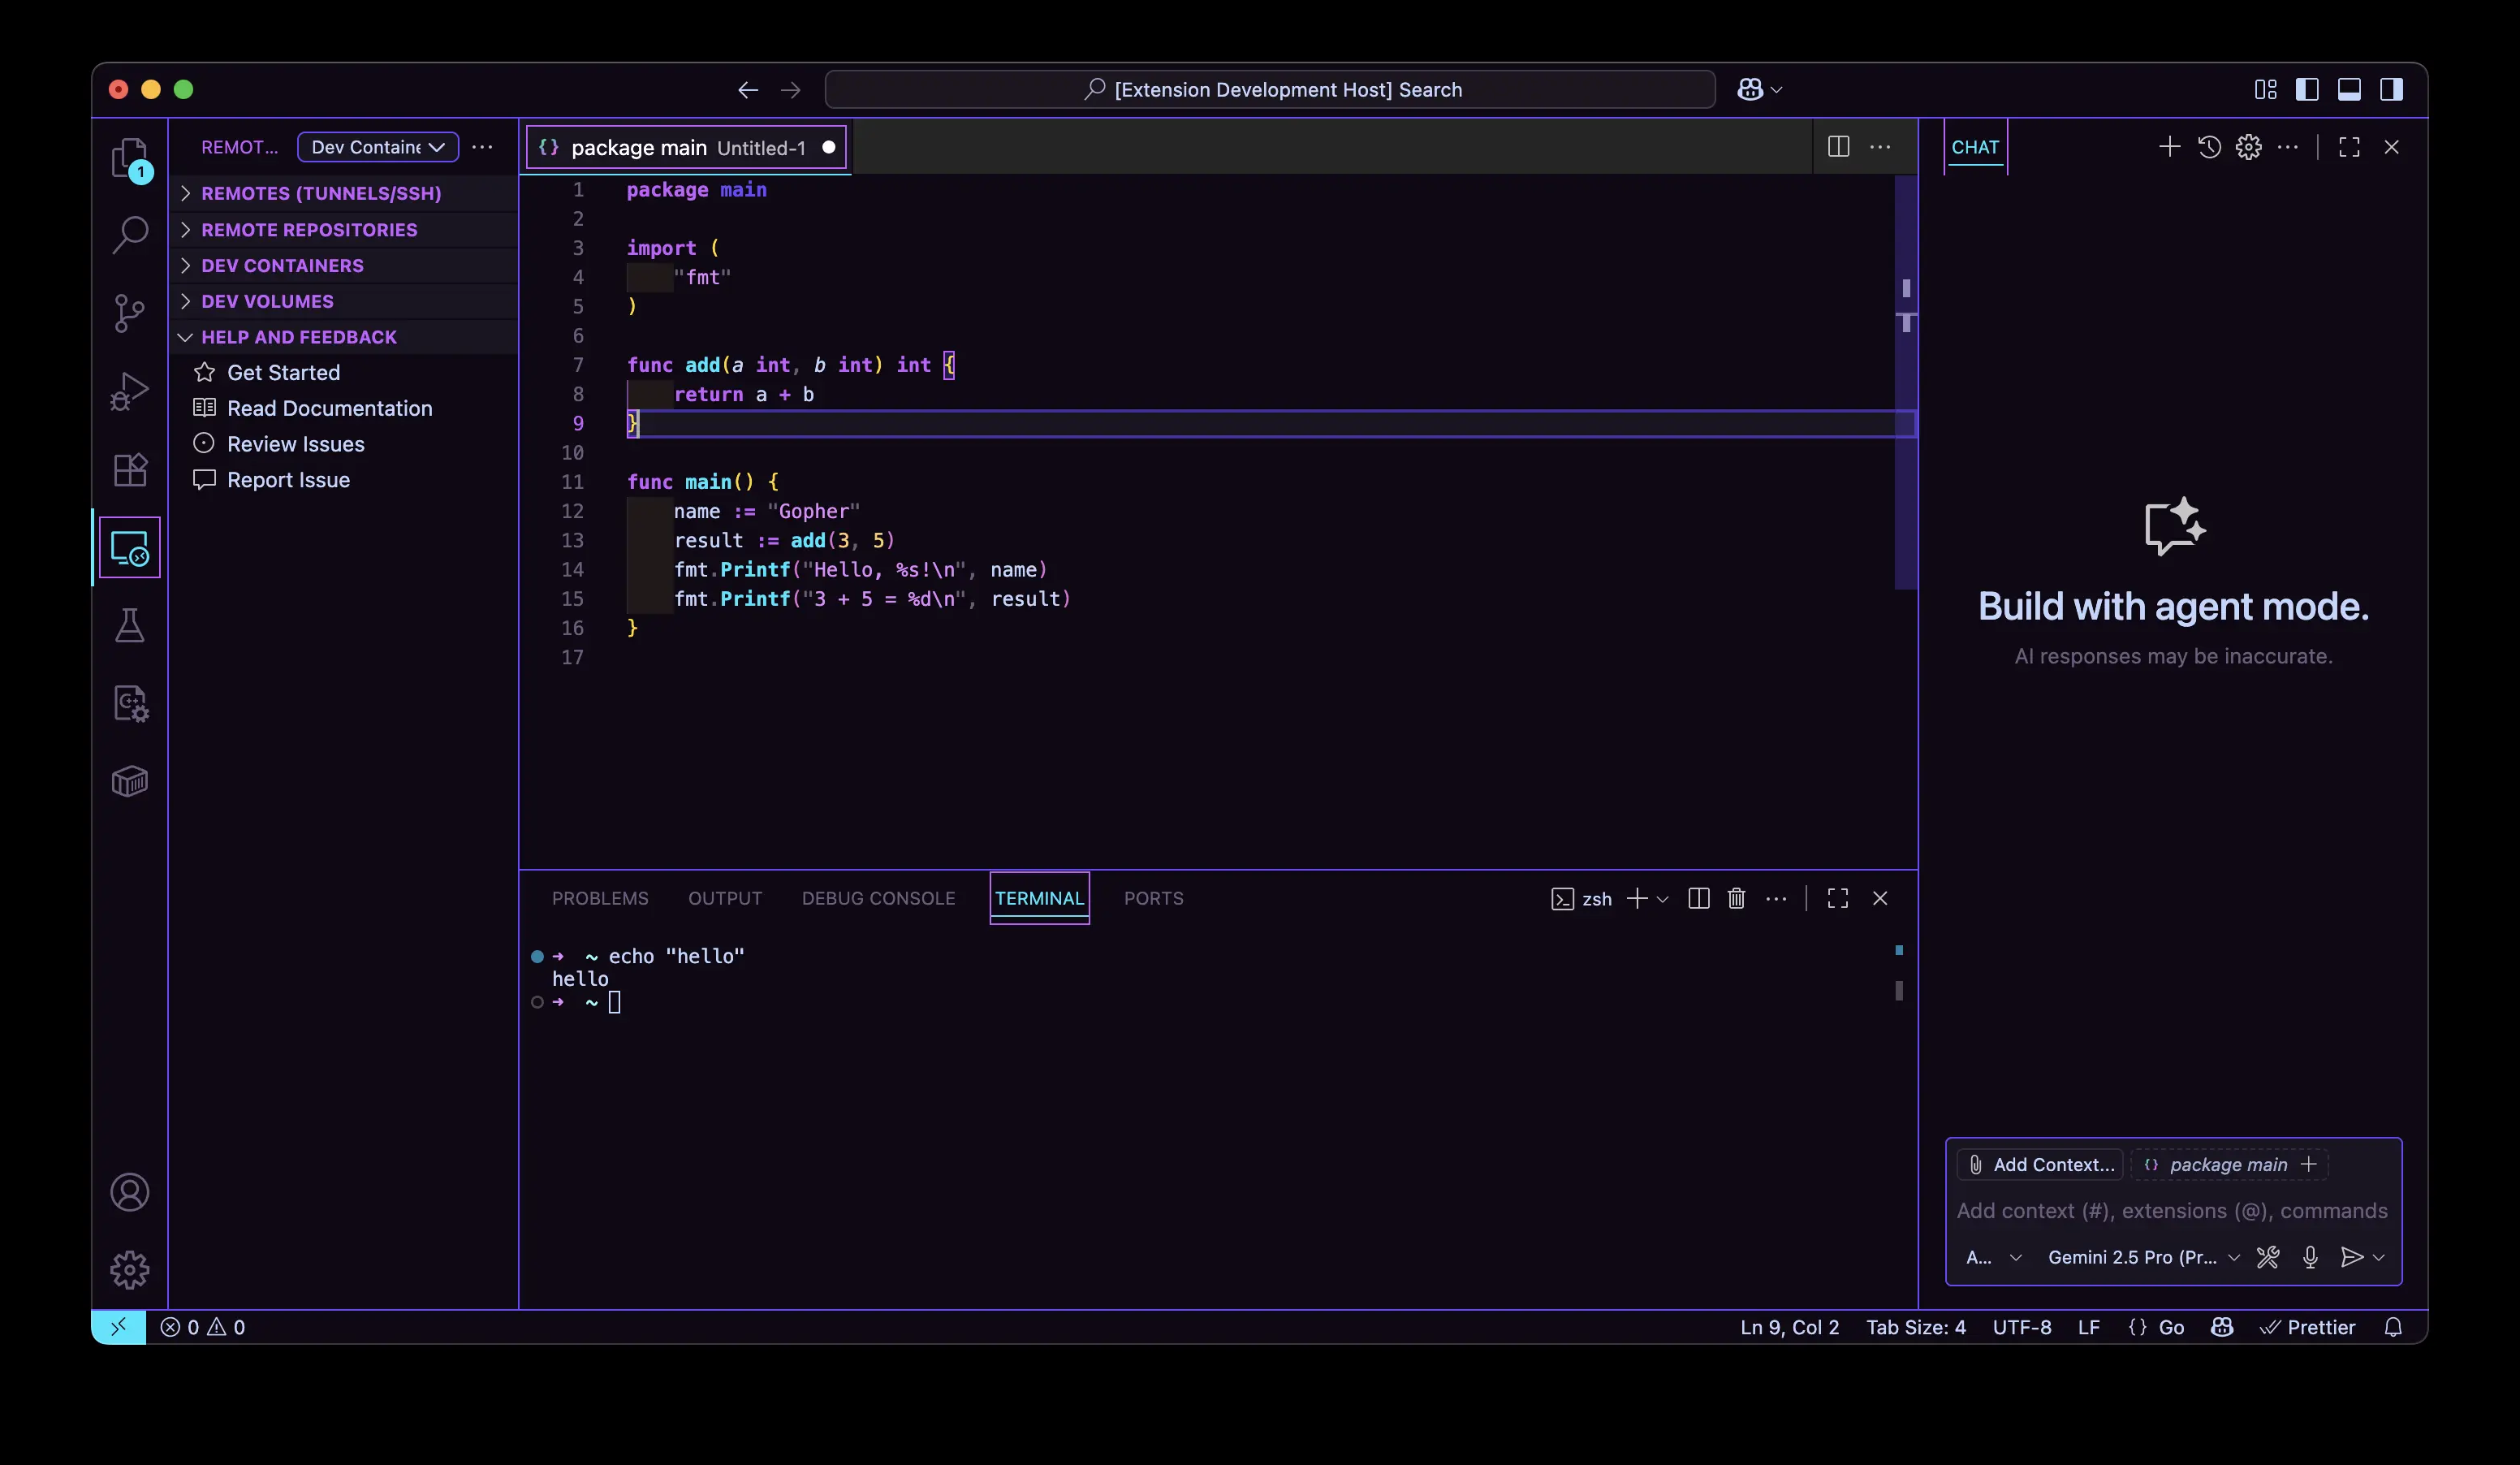 [Extension Development Host] Search
1
REMOT...
Dev Containe
REMOTES (TUNNELS/SSH)
REMOTE REPOSITORIES
DEV CONTAINERS
DEV VOLUMES
HELP AND FEEDBACK
Get Started
Read Documentation
Review Issues
Report Issue
C++
{} package main Untitled-1
1 package main
2
3 import (
4 "fmt"
5 )
6
7 func add(a int, b int) int {
8 return a + b
9 }
10
11 func main() {
12 name := "Gopher"
13 result := add(3, 5)
14 fmt.Printf("Hello, %s!\n", name)
15 fmt.Printf("3 + 5 = %d\n", result)
16 }
17
PROBLEMS OUTPUT DEBUG CONSOLE TERMINAL PORTS
zsh
➜ ~ echo "hello"
hello
➜ ~
CHAT
Build with agent mode.
AI responses may be inaccurate.
Add Context... {} package main +
Add context (#), extensions (@), commands
A... Gemini 2.5 Pro (Pr...
0 0
Ln 9, Col 2 Tab Size: 4 UTF-8 LF {} Go Prettier